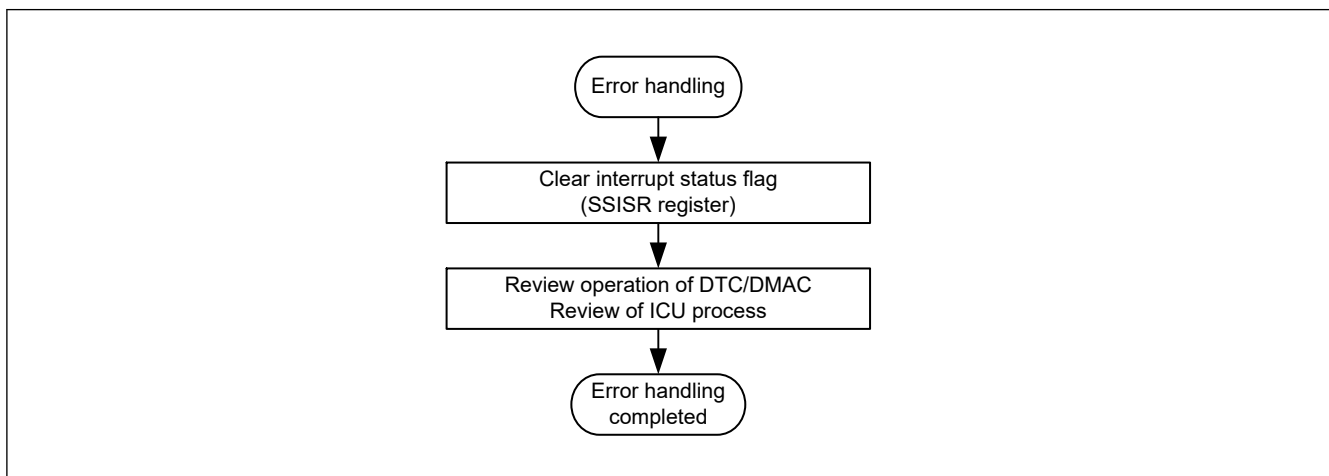 Error handling
Clear interrupt status flag
(SSISR register)
Review operation of DTC/DMAC
Review of ICU process
Error handling
completed